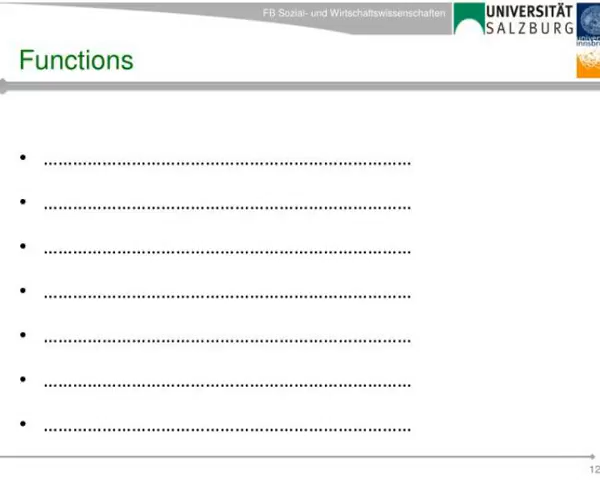 FB Sozial- und Wirtschaftswissenschaften
UNIVERSITÄT
SALZBURG
Functions
• ....................................................................
• ....................................................................
• ....................................................................
• ....................................................................
• ....................................................................
• ....................................................................
• ....................................................................
12